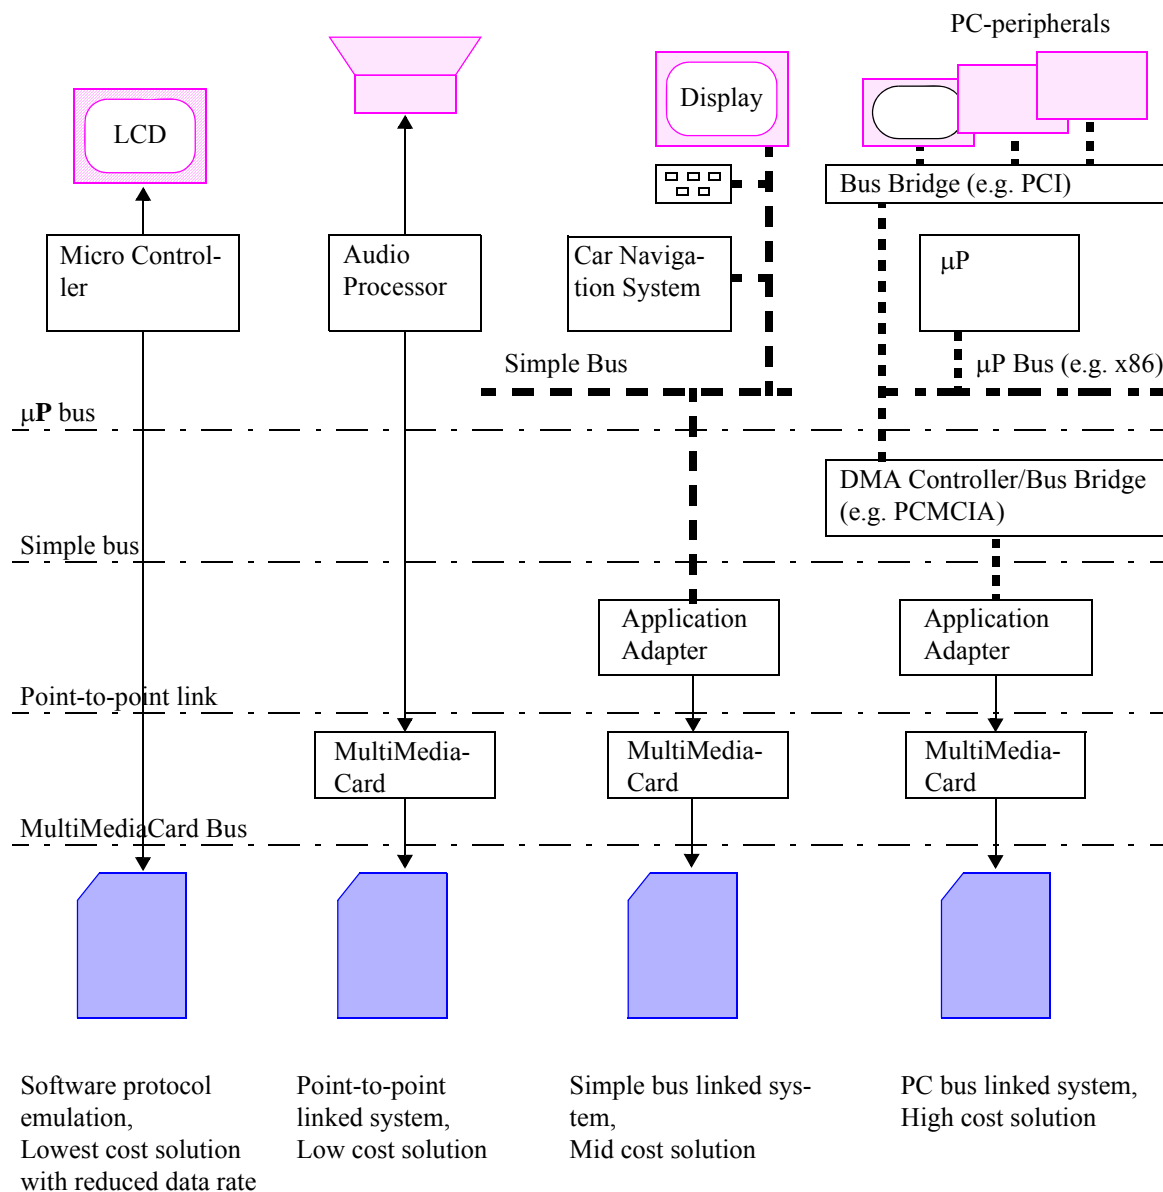 PC-peripherals
LCD
Display
Bus Bridge (e.g. PCI)
Micro Control-
ler
Audio
Processor
Car Naviga-
tion System
μP
Simple Bus
μP Bus (e.g. x86)
μP bus
DMA Controller/Bus Bridge
(e.g. PCMCIA)
Simple bus
Application
Adapter
Application
Adapter
Point-to-point link
MultiMedia-
Card
MultiMedia-
Card
MultiMedia-
Card
MultiMediaCard Bus
Software protocol
emulation,
Lowest cost solution
with reduced data rate
Point-to-point
linked system,
Low cost solution
Simple bus linked sys-
tem,
Mid cost solution
PC bus linked system,
High cost solution